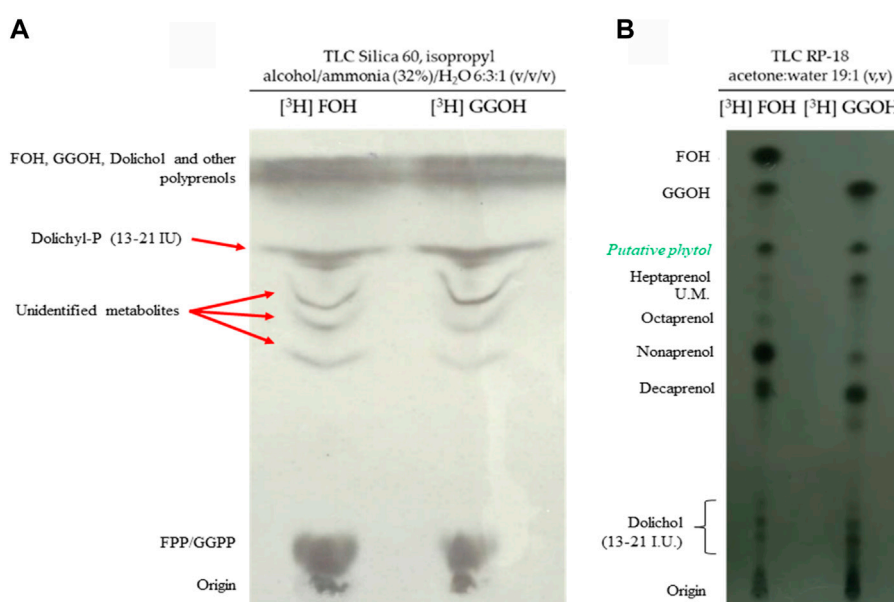 A
TLC Silica 60, isopropyl
alcohol/ammonia (32%)/H₂O 6:3:1 (v/v/v)
[³H] FOH
[³H] GGOH
FOH, GGOH, Dolichol and other
polyprenols
Dolichyl-P (13-21 IU)
Unidentified metabolites
FPP/GGPP
Origin
B
TLC RP-18
acetone:water 19:1 (v,v)
[³H] FOH [³H] GGOH
FOH
GGOH
Putative phytol
Heptaprenol
U.M.
Octaprenol
Nonaprenol
Decaprenol
Dolichol
(13-21 I.U.)
Origin